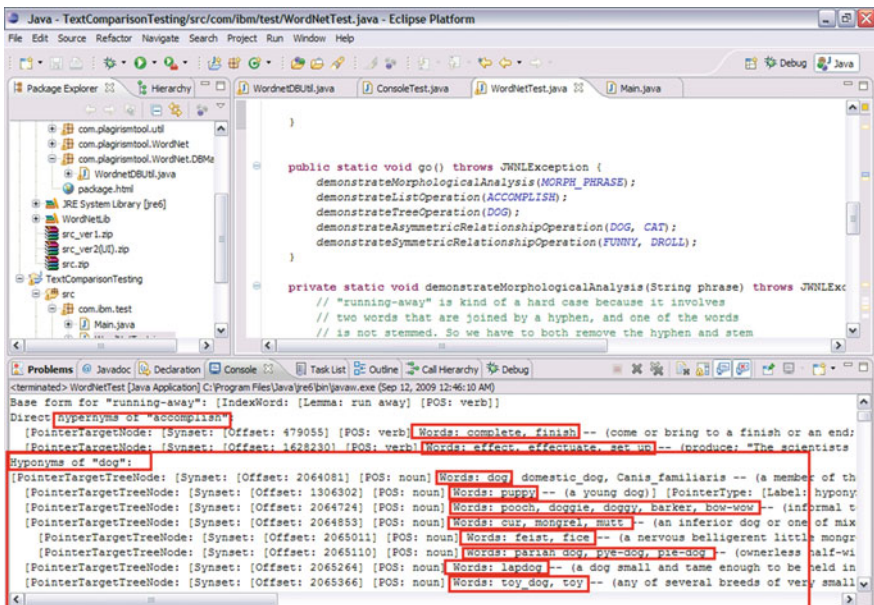 Java - TextComparisonTesting/src/com/ibm/test/WordNetTest.java - Eclipse Platform
File Edit Source Refactor Navigate Search Project Run Window Help
Debug Java
Package Explorer Hierarchy
WordnetDBUtil.java ConsoleTest.java WordNetTest.java Main.java
com.plagirismtool.util
com.plagirismtool.WordNet
com.plagirismtool.WordNet.DBMa
WordnetDBUtil.java
package.html
JRE System Library [jre6]
WordNetLib
src_ver1.zip
src_ver2(UI).zip
src.zip
TextComparisonTesting
src
com.ibm.test
Main.java
}
public static void go() throws JWNLException {
demonstrateMorphologicalAnalysis(MORPH_PHRASE);
demonstrateListOperation(ACCOMPLISH);
demonstrateTreeOperation(DOG);
demonstrateAsymmetricRelationshipOperation(DOG, CAT);
demonstrateSymmetricRelationshipOperation(FUNNY, DROLL);
}
private static void demonstrateMorphologicalAnalysis(String phrase) throws JWNLExc
// "running-away" is kind of a hard case because it involves
// two words that are joined by a hyphen, and one of the words
// is not stemmed. So we have to both remove the hyphen and stem
Problems Javadoc Declaration Console Task List Outline Call Hierarchy Debug
<terminated> WordNetTest [Java Application] C:\Program Files\Java\jre6\bin\javaw.exe (Sep 12, 2009 12:46:10 AM)
Base form for "running-away": [IndexWord: [Lemma: run away] [POS: verb]]
Direct hypernyms of "accomplish":
[PointerTargetNode: [Synset: [Offset: 479055] [POS: verb] Words: complete, finish -- (come or bring to a finish or an end;
[PointerTargetNode: [Synset: [Offset: 1628230] [POS: verb] Words: effect, effectuate, set up -- (produce; "The scientists
Hyponyms of "dog":
[PointerTargetTreeNode: [Synset: [Offset: 2064081] [POS: noun] Words: dog, domestic_dog, Canis_familiaris -- (a member of th
[PointerTargetTreeNode: [Synset: [Offset: 1306302] [POS: noun] Words: puppy -- (a young dog)] [PointerType: [Label: hypony
[PointerTargetTreeNode: [Synset: [Offset: 2064724] [POS: noun] Words: pooch, doggie, doggy, barker, bow-wow -- (informal t
[PointerTargetTreeNode: [Synset: [Offset: 2064853] [POS: noun] Words: cur, mongrel, mutt -- (an inferior dog or one of mix
[PointerTargetTreeNode: [Synset: [Offset: 2065011] [POS: noun] Words: feist, fice -- (a nervous belligerent little mongr
[PointerTargetTreeNode: [Synset: [Offset: 2065110] [POS: noun] Words: pariah dog, pye-dog, pie-dog -- (ownerless half-wi
[PointerTargetTreeNode: [Synset: [Offset: 2065264] [POS: noun] Words: lapdog -- (a dog small and tame enough to be held in
[PointerTargetTreeNode: [Synset: [Offset: 2065366] [POS: noun] Words: toy_dog, toy -- (any of several breeds of very small